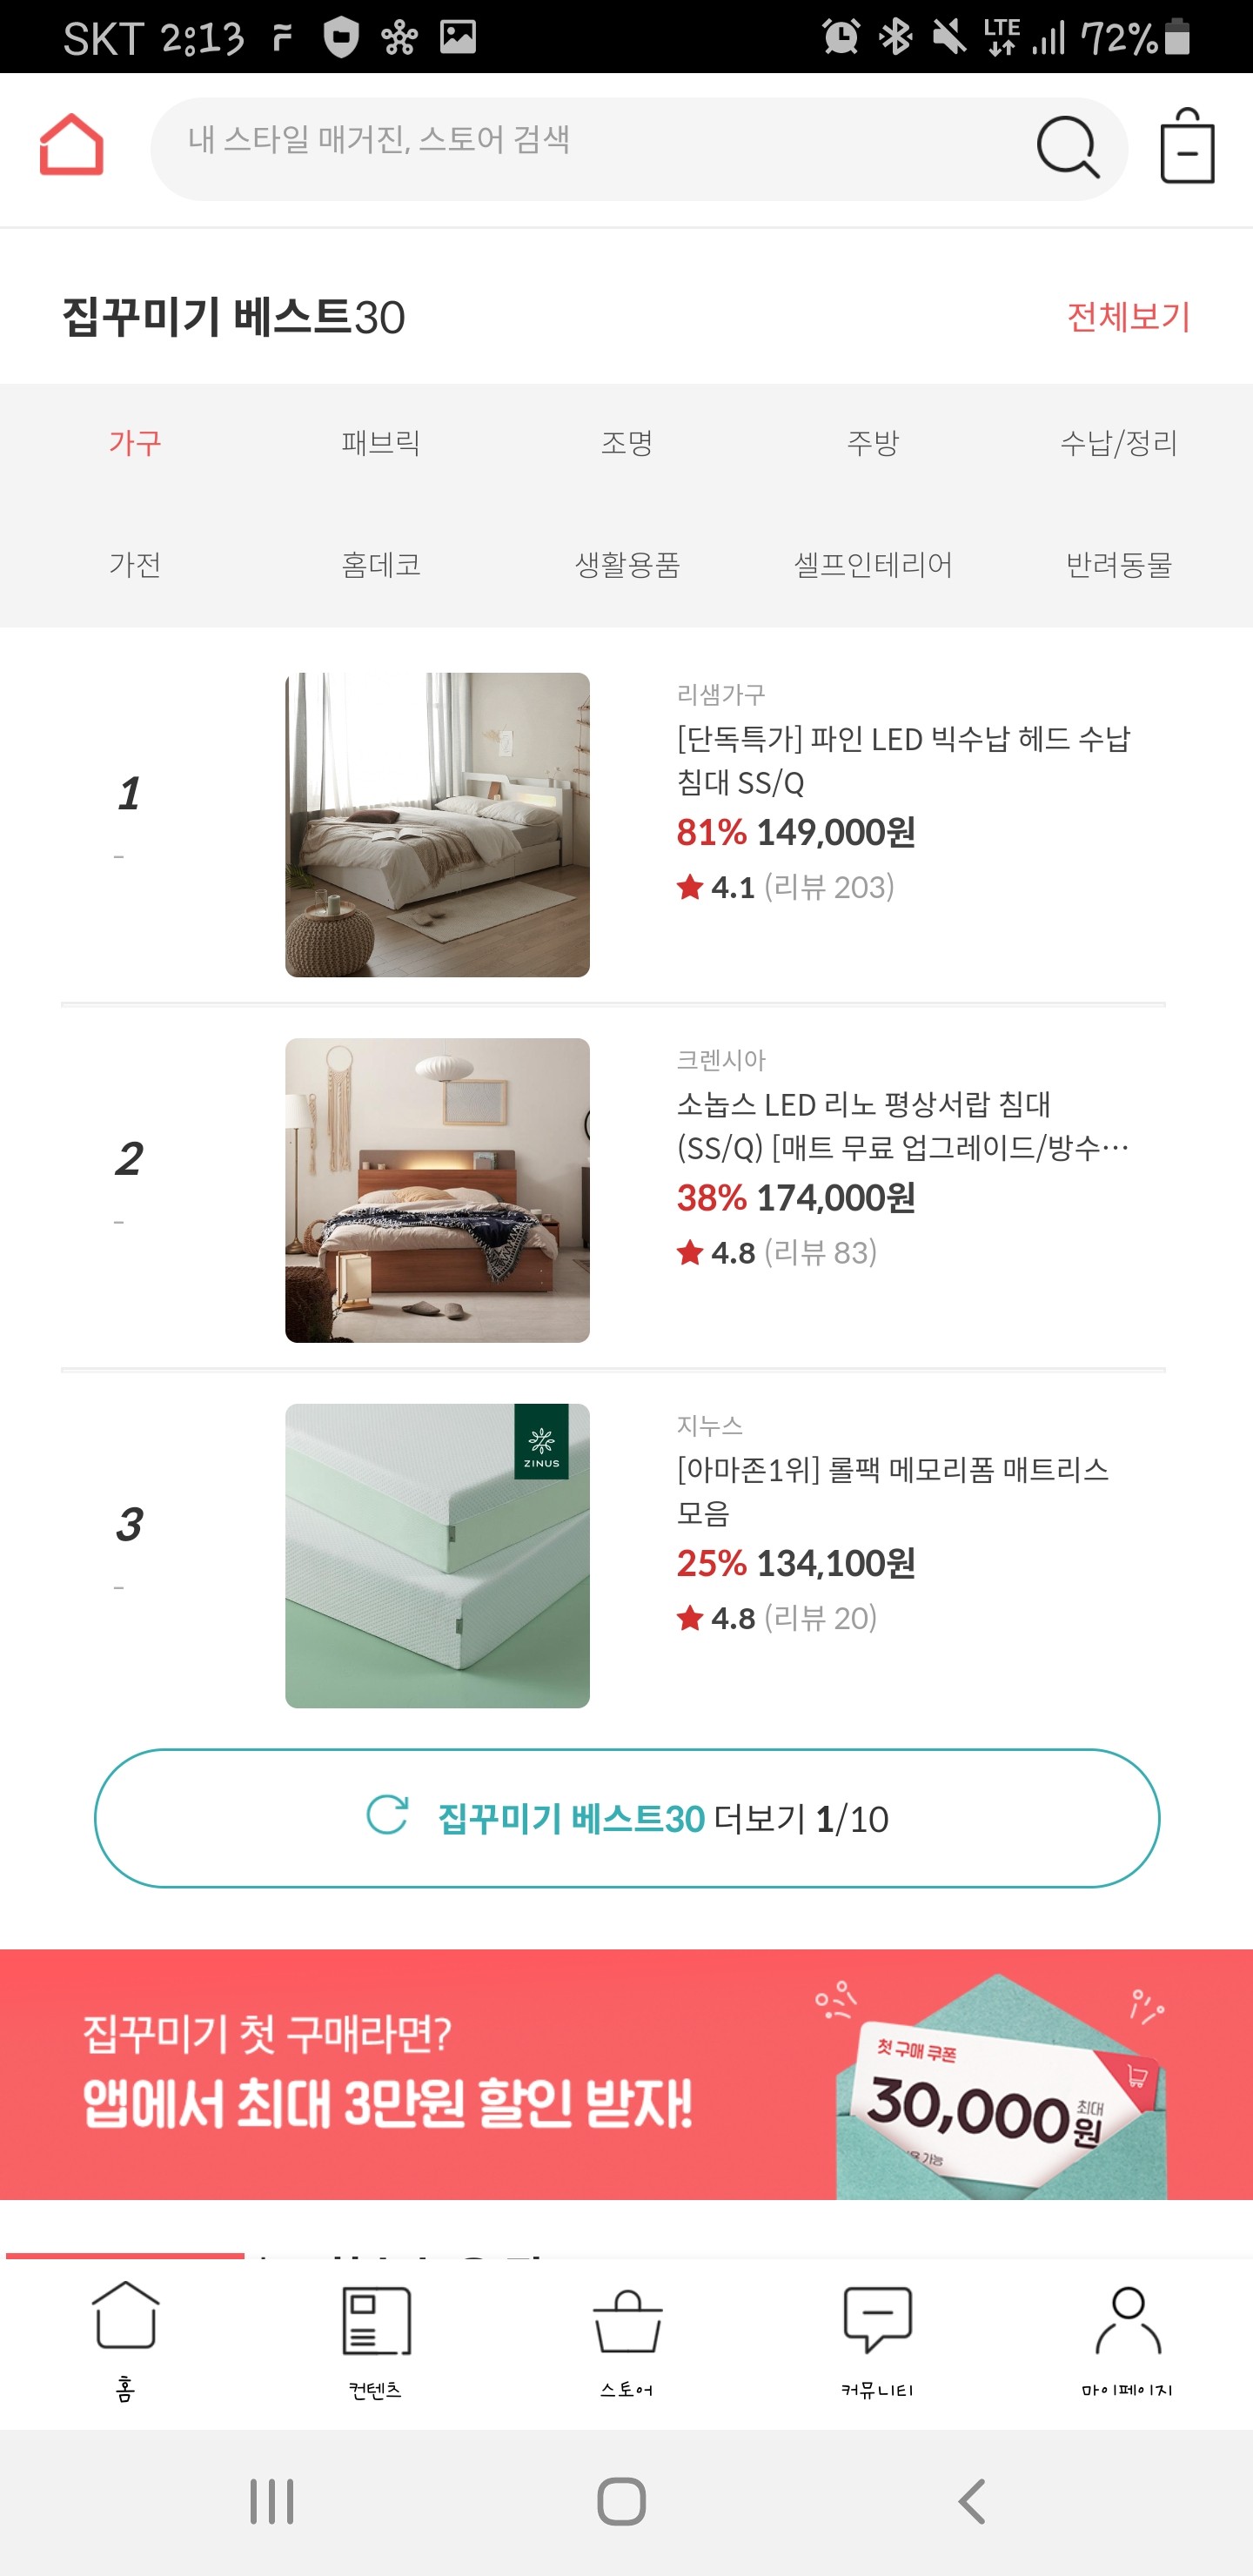 SKT 2:13
LTE
72%
내 스타일 매거진, 스토어 검색
집꾸미기 베스트30
전체보기
가구 패브릭 조명 주방 수납/정리
가전 홈데코 생활용품 셀프인테리어 반려동물
1
-
리샘가구
[단독특가] 파인 LED 빅수납 헤드 수납
침대 SS/Q
81% 149,000원
4.1 (리뷰 203)
2
-
크렌시아
소놉스 LED 리노 평상서랍 침대
(SS/Q) [매트 무료 업그레이드/방수…
38% 174,000원
4.8 (리뷰 83)
3
-
ZINUS
지누스
[아마존1위] 롤팩 메모리폼 매트리스
모음
25% 134,100원
4.8 (리뷰 20)
집꾸미기 베스트30 더보기 1/10
집꾸미기 첫 구매라면?
앱에서 최대 3만원 할인 받자!
첫 구매 쿠폰
최대
30,000원
가능
홈 컨텐츠 스토어 커뮤니티 마이페이지